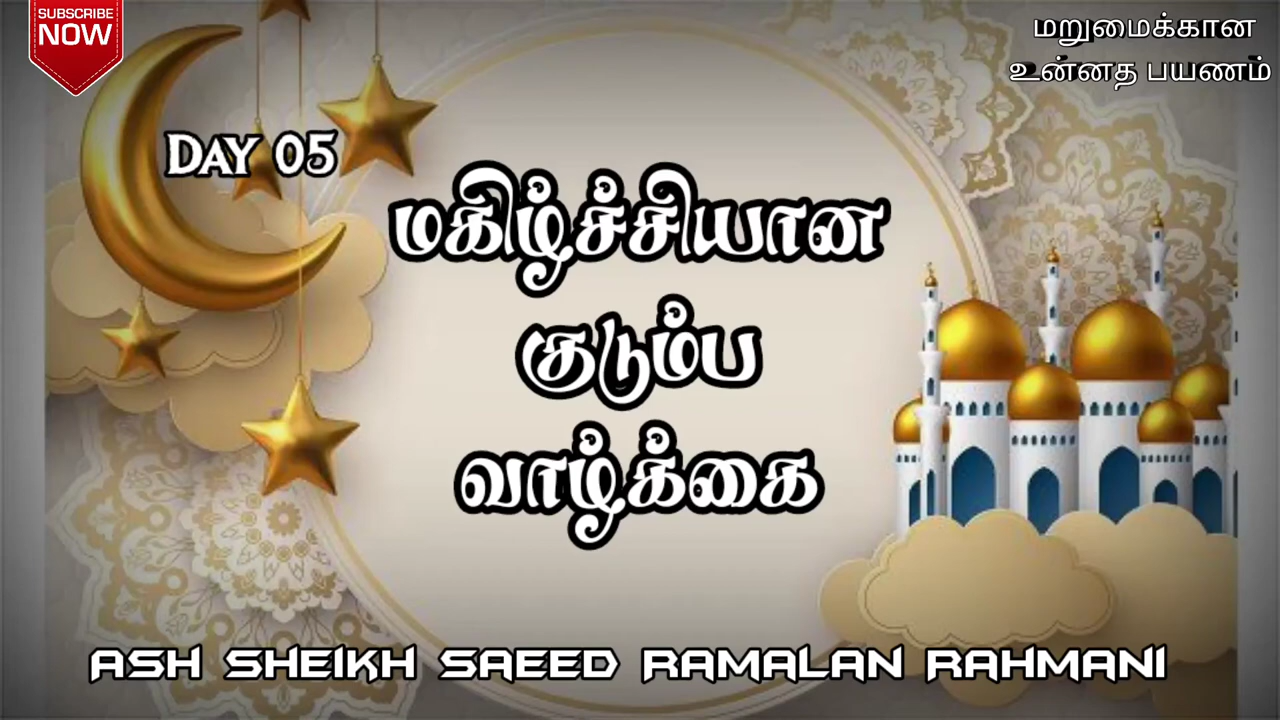 SUBSCRIBE
NOW
மறுமைக்கான
உன்னத பயணம்
DAY 05
மகிழ்ச்சியான
குடும்ப
வாழ்க்கை
ASH SHEIKH SAEED RAMALAN RAHMANI